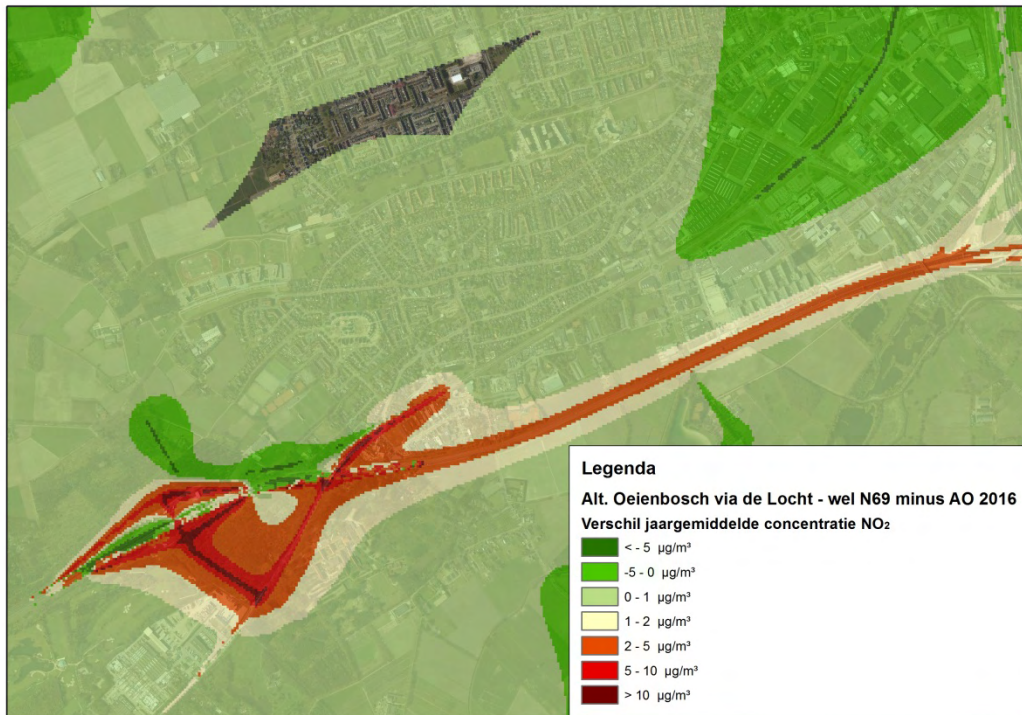 Legenda
Alt. Oeienbosch via de Locht - wel N69 minus AO 2016
Verschil jaargemiddelde concentratie NO₂
< - 5 µg/m³
-5 - 0 µg/m³
0 - 1 µg/m³
1 - 2 µg/m³
2 - 5 µg/m³
5 - 10 µg/m³
> 10 µg/m³